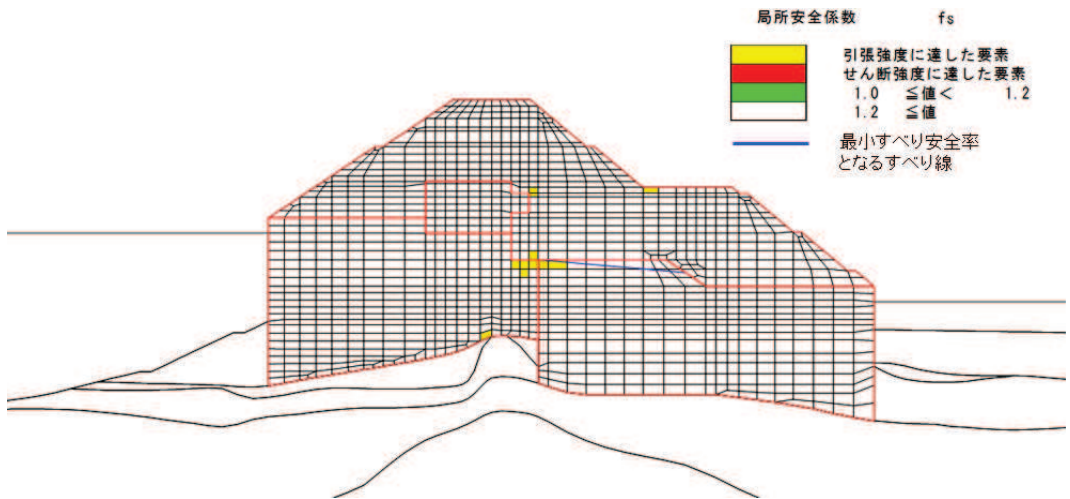 局所安全係数 fs
引張強度に達した要素
せん断強度に達した要素
1.0 ≦値< 1.2
1.2 ≦値
最小すべり安全率
となるすべり線